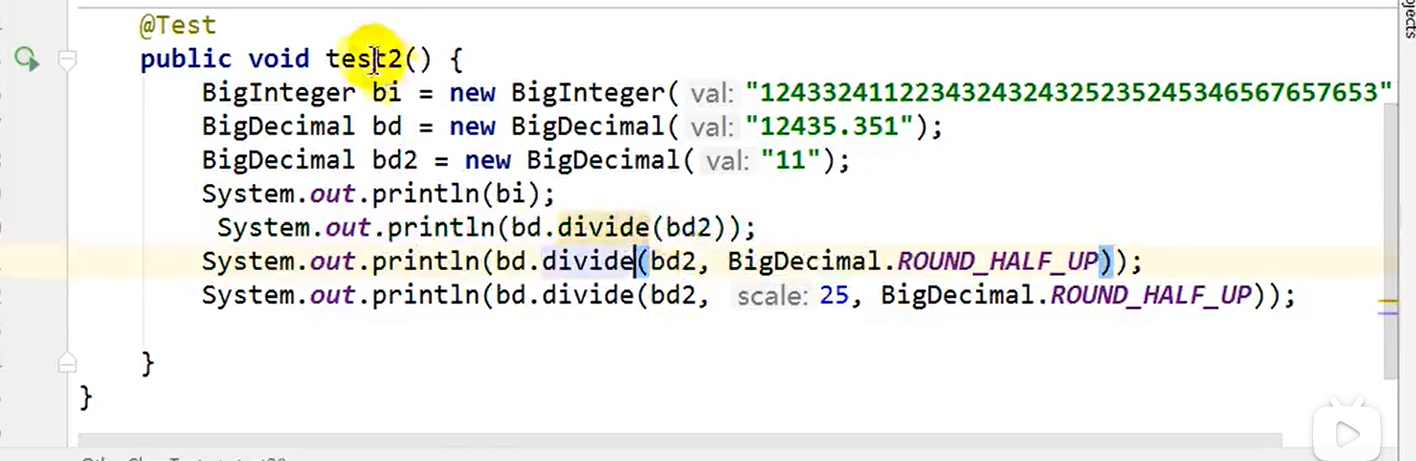 @Test
public void test2() {
BigInteger bi = new BigInteger( val: "1243324112234324324325235245346567657653"
BigDecimal bd = new BigDecimal( val: "12435.351");
BigDecimal bd2 = new BigDecimal( val: "11");
System.out.println(bi);
System.out.println(bd.divide(bd2));
System.out.println(bd.divide(bd2, BigDecimal.ROUND_HALF_UP));
System.out.println(bd.divide(bd2, scale: 25, BigDecimal.ROUND_HALF_UP));
}
}